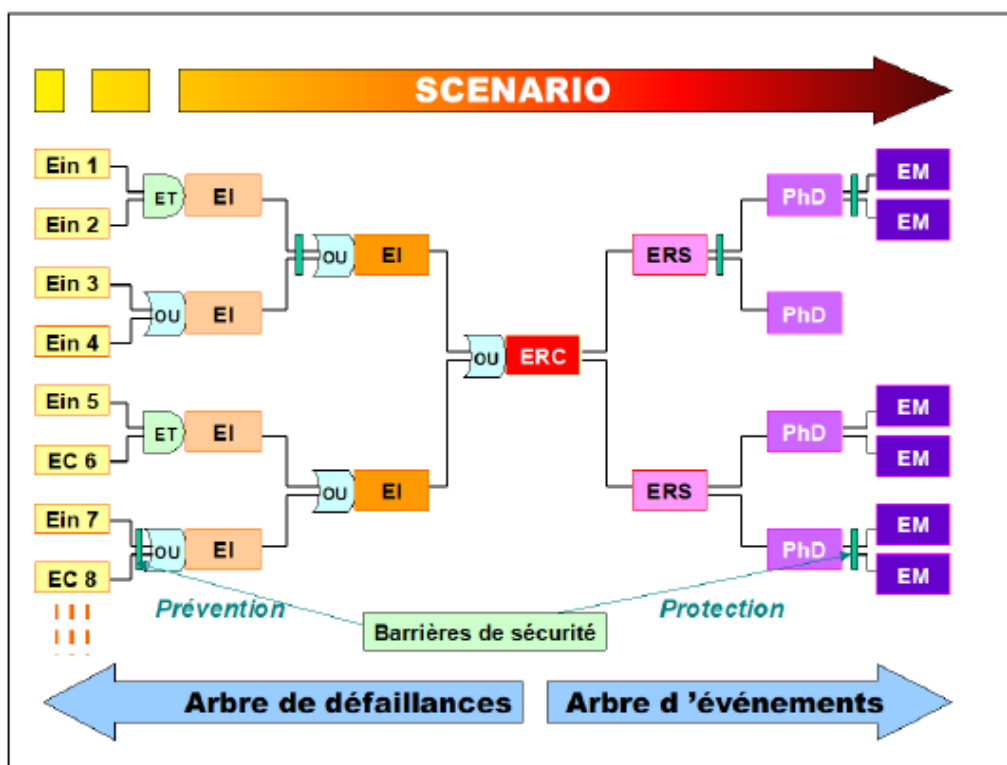 SCENARIO
Ein 1
Ein 2
ET
EI
Ein 3
Ein 4
OU
EI
OU
EI
Ein 5
EC 6
ET
EI
Ein 7
EC 8
OU
EI
OU
EI
OU
ERC
ERS
PhD
EM
EM
PhD
ERS
PhD
EM
EM
PhD
EM
EM
Prévention
Protection
Barrières de sécurité
Arbre de défaillances
Arbre d ’événements